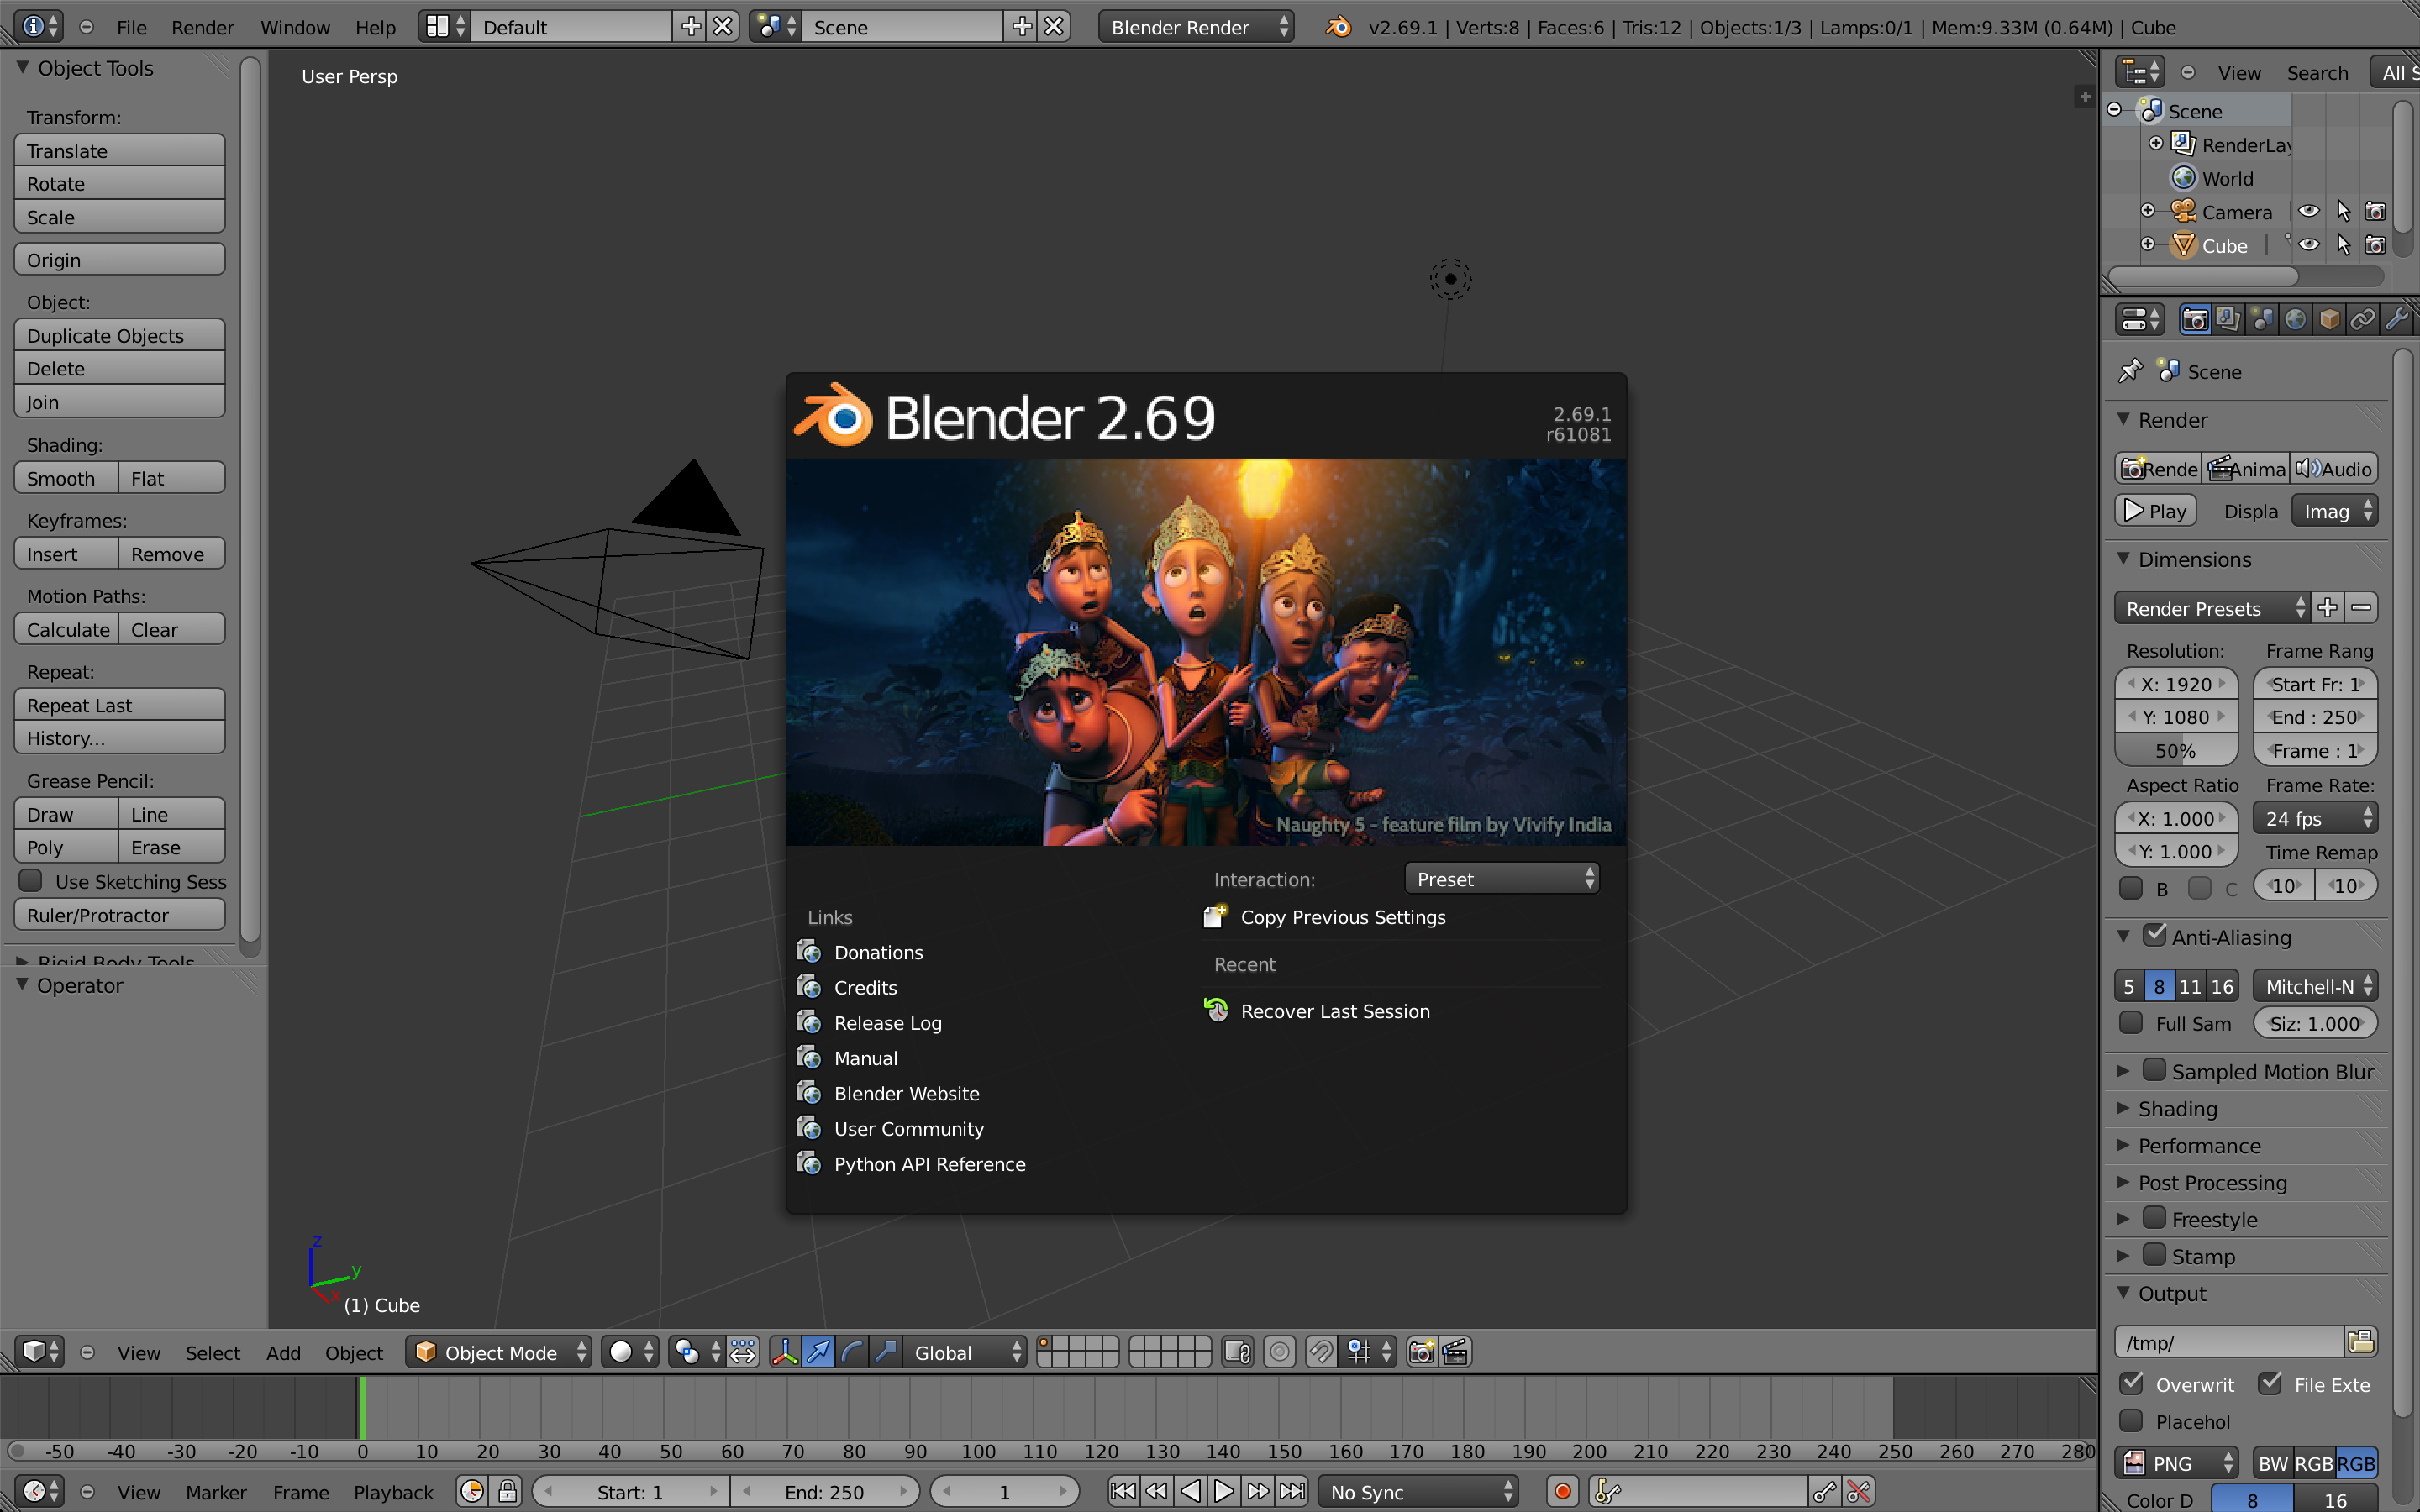 File Render Window Help Default Scene Blender Render v2.69.1 | Verts:8 | Faces:6 | Tris:12 | Objects:1/3 | Lamps:0/1 | Mem:9.33M (0.64M) | Cube
Object Tools
Transform:
Translate
Rotate
Scale
Origin
Object:
Duplicate Objects
Delete
Join
Shading:
Smooth Flat
Keyframes:
Insert Remove
Motion Paths:
Calculate Clear
Repeat:
Repeat Last
History...
Grease Pencil:
Draw Line
Poly Erase
Use Sketching Sess
Ruler/Protractor
Rigid Body Tools
Operator
User Persp
Blender 2.69
2.69.1
r61081
Naughty 5 - feature film by Vivify India
Interaction: Preset
Copy Previous Settings
Recent
Recover Last Session
Links
Donations
Credits
Release Log
Manual
Blender Website
User Community
Python API Reference
z
y
x
(1) Cube
View Search All S
Scene
RenderLay
World
Camera
Cube
Scene
Render
Rende Anima Audio
Play Displa Imag
Dimensions
Render Presets
Resolution: Frame Rang
X: 1920 Start Fr: 1
Y: 1080 End : 250
50% Frame : 1
Aspect Ratio Frame Rate:
X: 1.000 24 fps
Y: 1.000 Time Remap
B C 10 10
Anti-Aliasing
5 8 11 16 Mitchell-N
Full Sam Siz: 1.000
Sampled Motion Blur
Shading
Performance
Post Processing
Freestyle
Stamp
Output
/tmp/
Overwrit File Exte
Placehol
PNG BW RGB RGB
Color D 8 16
View Select Add Object Object Mode Global
-50 -40 -30 -20 -10 0 10 20 30 40 50 60 70 80 90 100 110 120 130 140 150 160 170 180 190 200 210 220 230 240 250 260 270 280
View Marker Frame Playback Start: 1 End: 250 1 No Sync